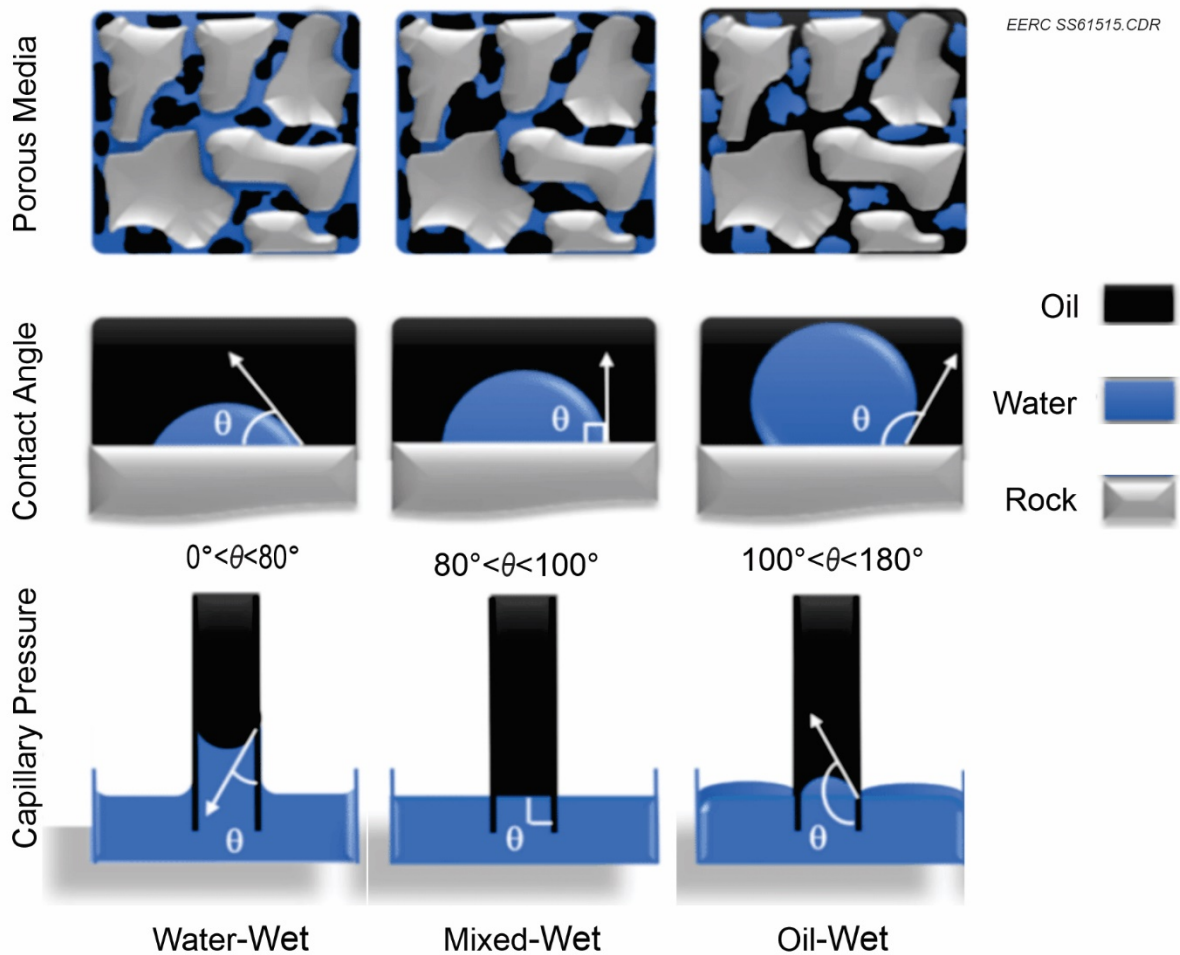 EERC SS61515.CDR
Porous Media
Contact Angle
θ
θ
θ
Oil
Water
Rock
0°<θ<80°
80°<θ<100°
100°<θ<180°
Capillary Pressure
θ
θ
θ
Water-Wet
Mixed-Wet
Oil-Wet